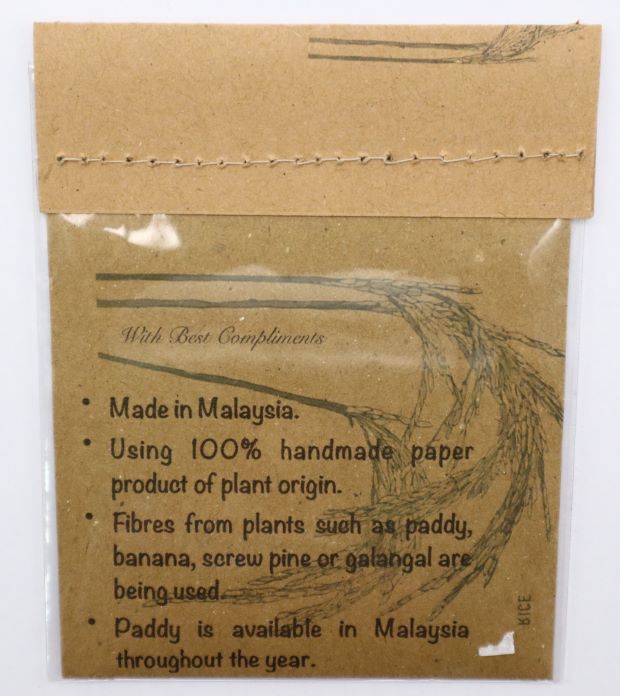 With Best Compliments
• Made in Malaysia.
• Using 100% handmade paper
product of plant origin.
• Fibres from plants such as paddy,
banana, screw pine or galangal are
being used.
• Paddy is available in Malaysia
throughout the year.
RICE